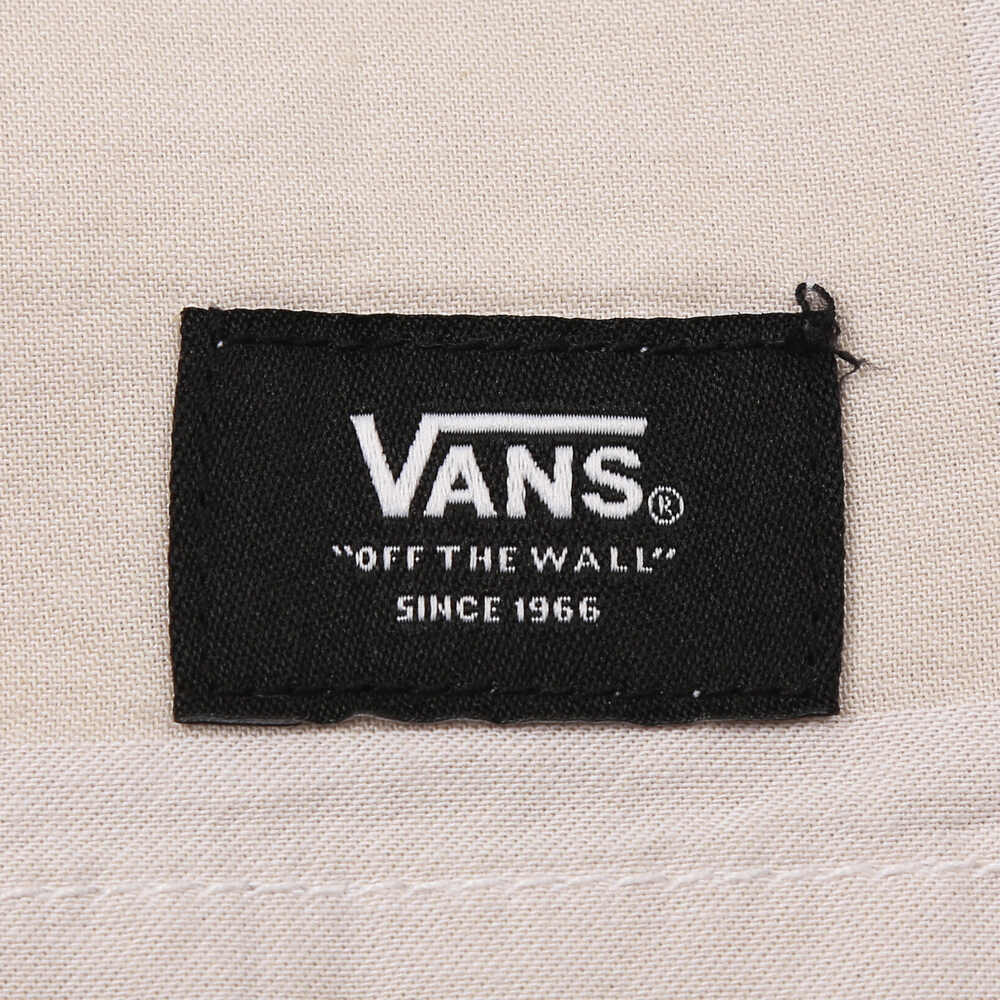 VANS®
"OFF THE WALL"
SINCE 1966